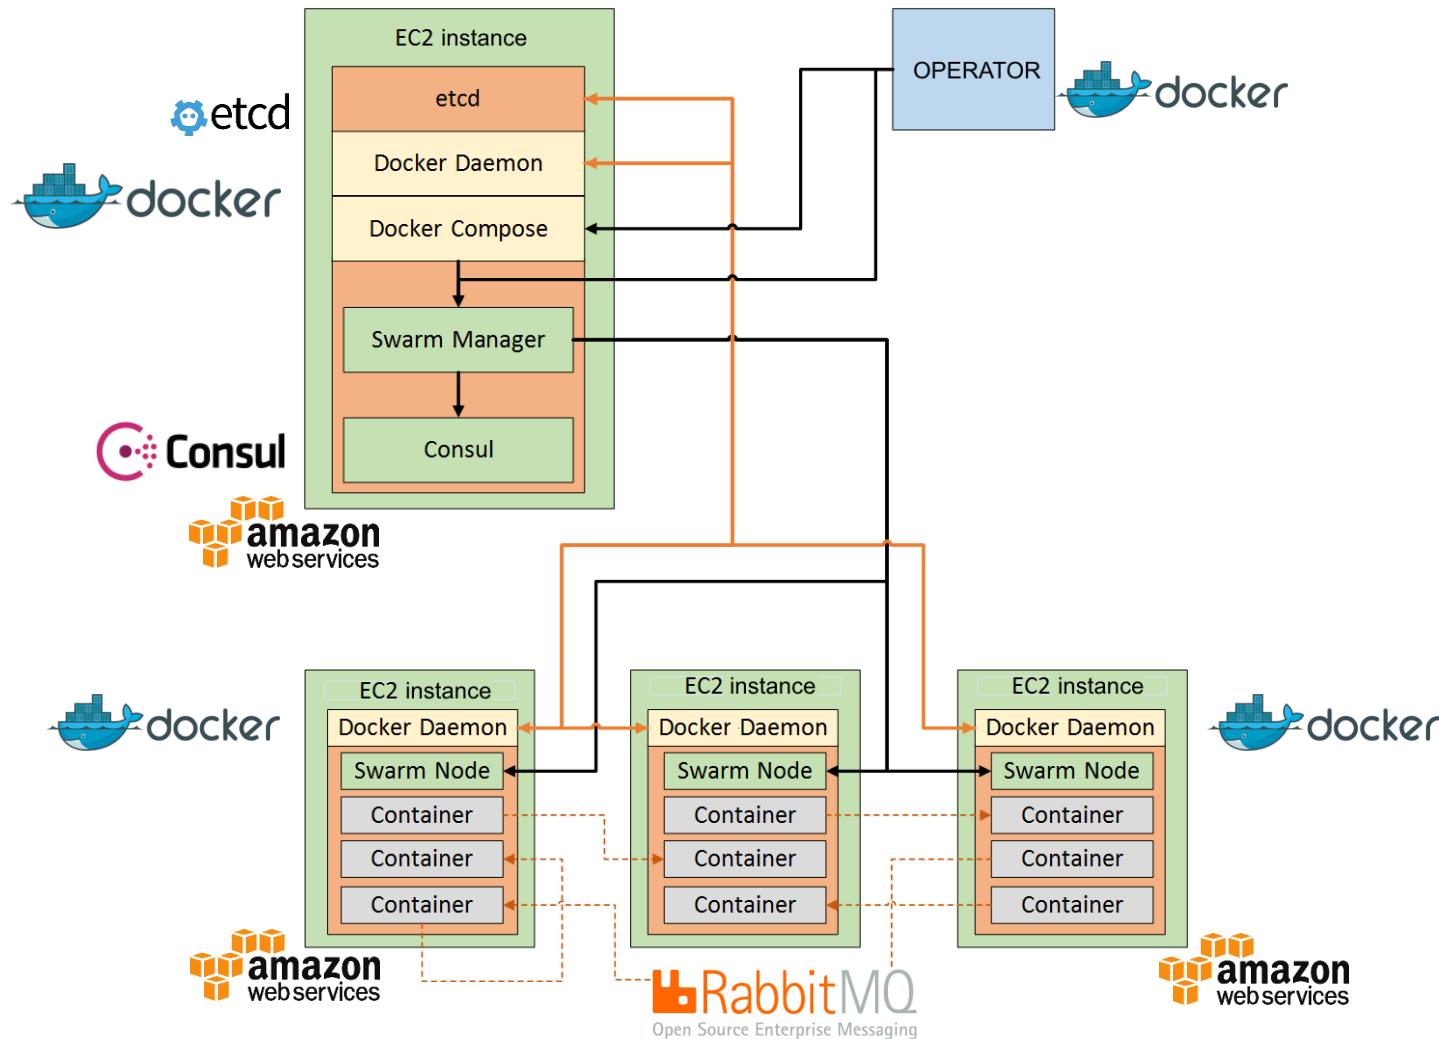 EC2 instance
OPERATOR
docker
etcd
etcd
docker
Docker Daemon
Docker Compose
Swarm Manager
Consul
Consul
amazon
web services
EC2 instance
EC2 instance
EC2 instance
docker
Docker Daemon
Docker Daemon
Docker Daemon
docker
Swarm Node
Swarm Node
Swarm Node
Container
Container
Container
Container
Container
Container
Container
Container
Container
amazon
web services
RabbitMQ
Open Source Enterprise Messaging
amazon
web services